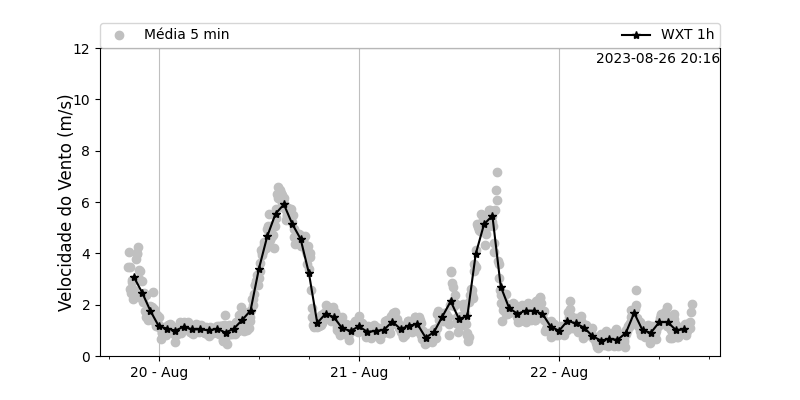 Média 5 min
WXT 1h
2023-08-26 20:16
Velocidade do Vento (m/s)
12
10
8
6
4
2
0
20 - Aug
21 - Aug
22 - Aug